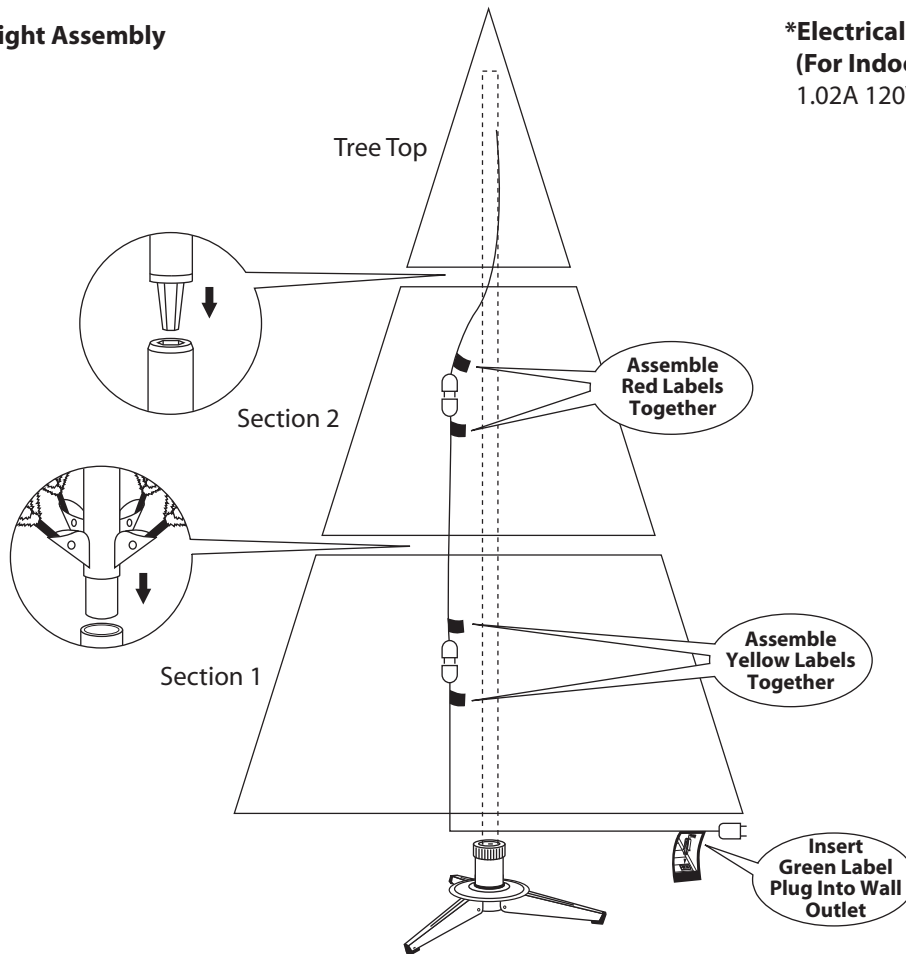 ight Assembly
*Electrical
(For Indoo
1.02A 120
Tree Top
Assemble
Red Labels
Together
Section 2
Assemble
Yellow Labels
Together
Section 1
Insert
Green Label
Plug Into Wall
Outlet